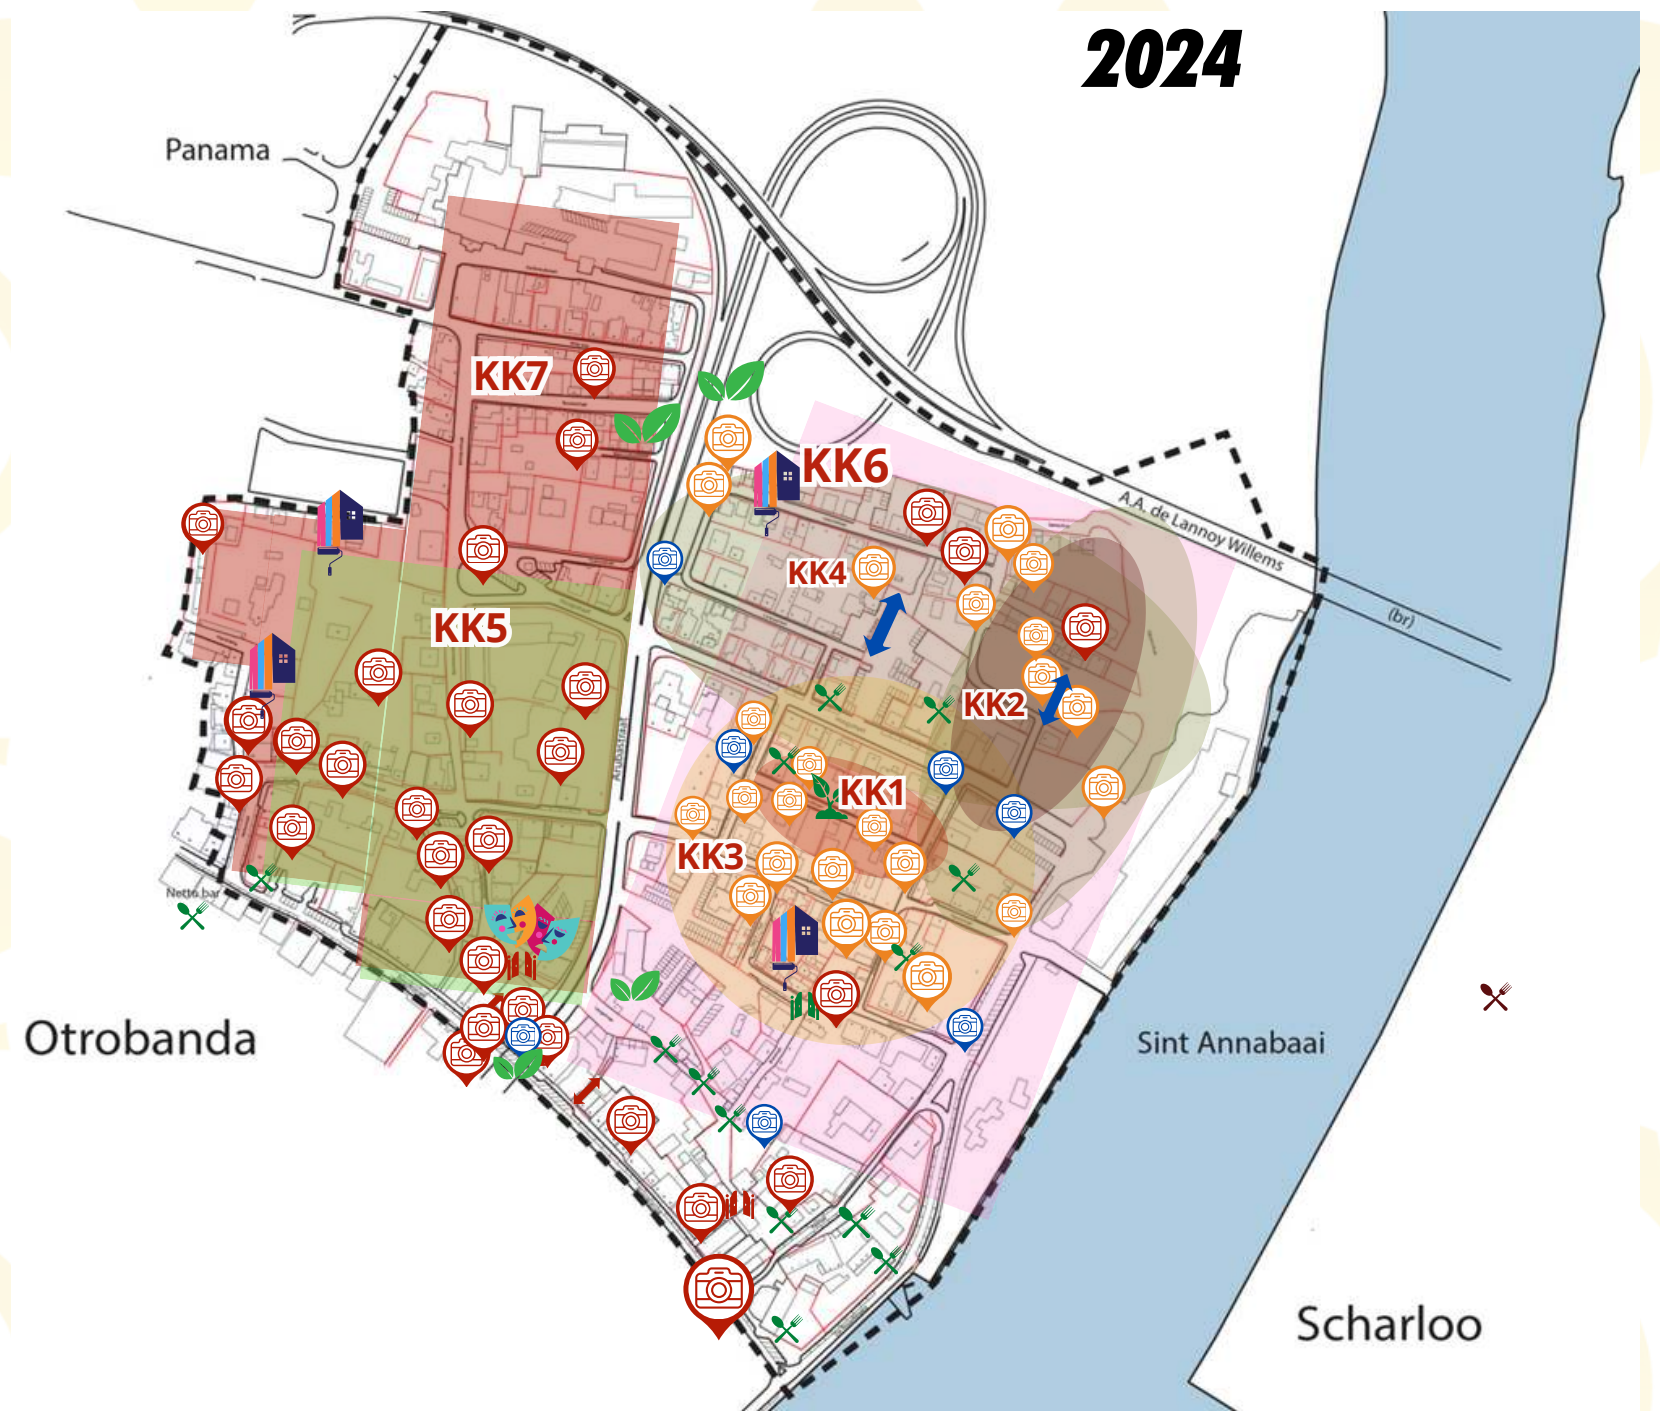 2024
Panama
KK7
KK6
A.A. de Lannoy Willems
KK4
(br)
KK5
KK2
Arubastraat
KK1
KK3
Netto bar
Otrobanda
Sint Annabaai
Scharloo